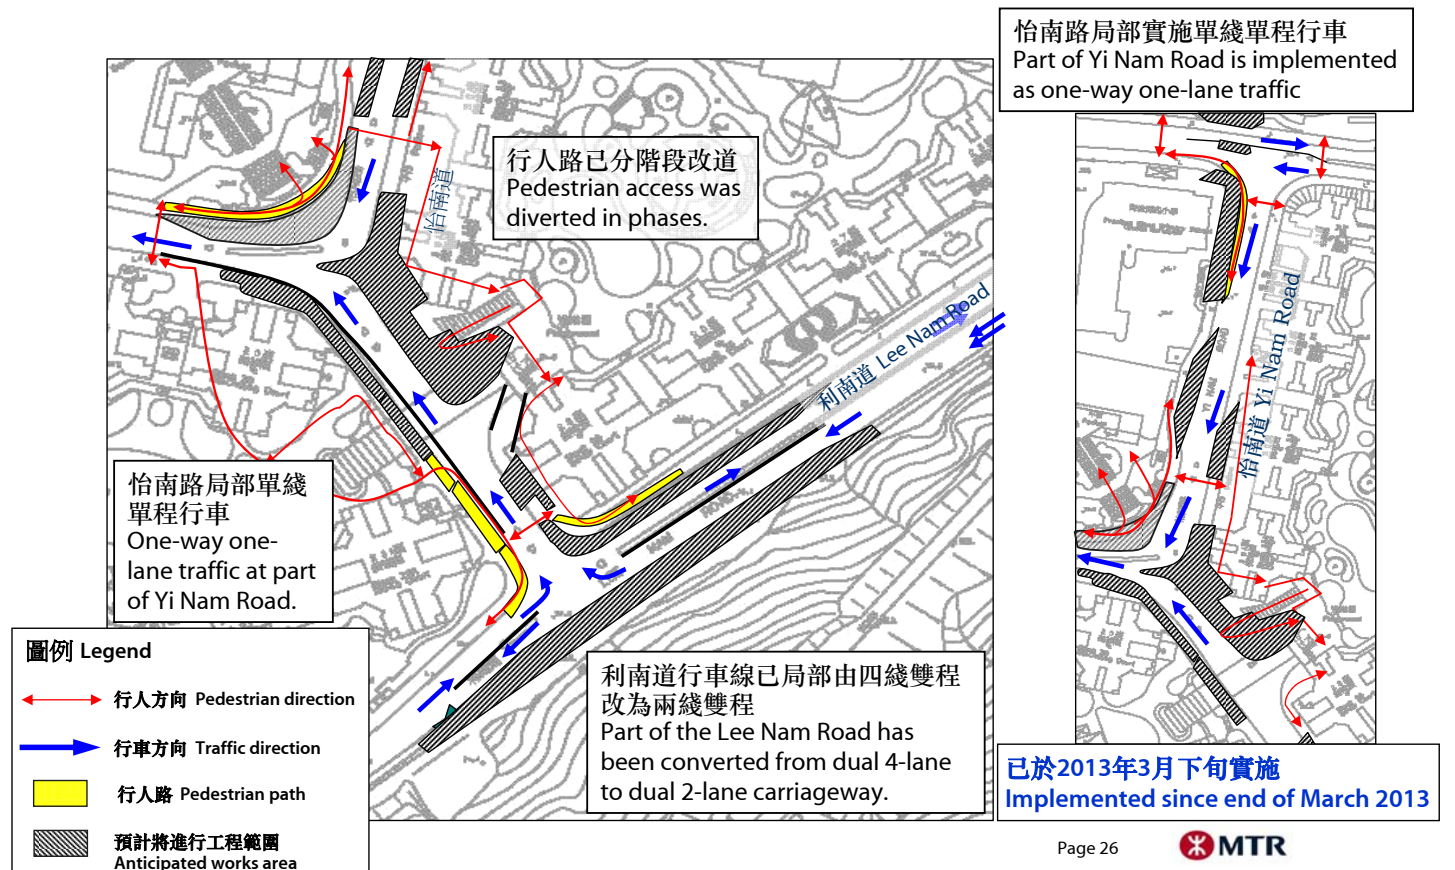 怡南路局部實施單綫單程行車
Part of Yi Nam Road is implemented
as one-way one-lane traffic
行人路已分階段改道
Pedestrian access was
diverted in phases.
怡南道
利南道 Lee Nam Road
怡南道 Yi Nam Road
怡南路局部單綫
單程行車
One-way one-
lane traffic at part
of Yi Nam Road.
利南道行車線已局部由四綫雙程
改為兩綫雙程
Part of the Lee Nam Road has
been converted from dual 4-lane
to dual 2-lane carriageway.
圖例 Legend
行人方向 Pedestrian direction
行車方向 Traffic direction
行人路 Pedestrian path
預計將進行工程範圍
Anticipated works area
已於2013年3月下旬實施
Implemented since end of March 2013
Page 26
MTR